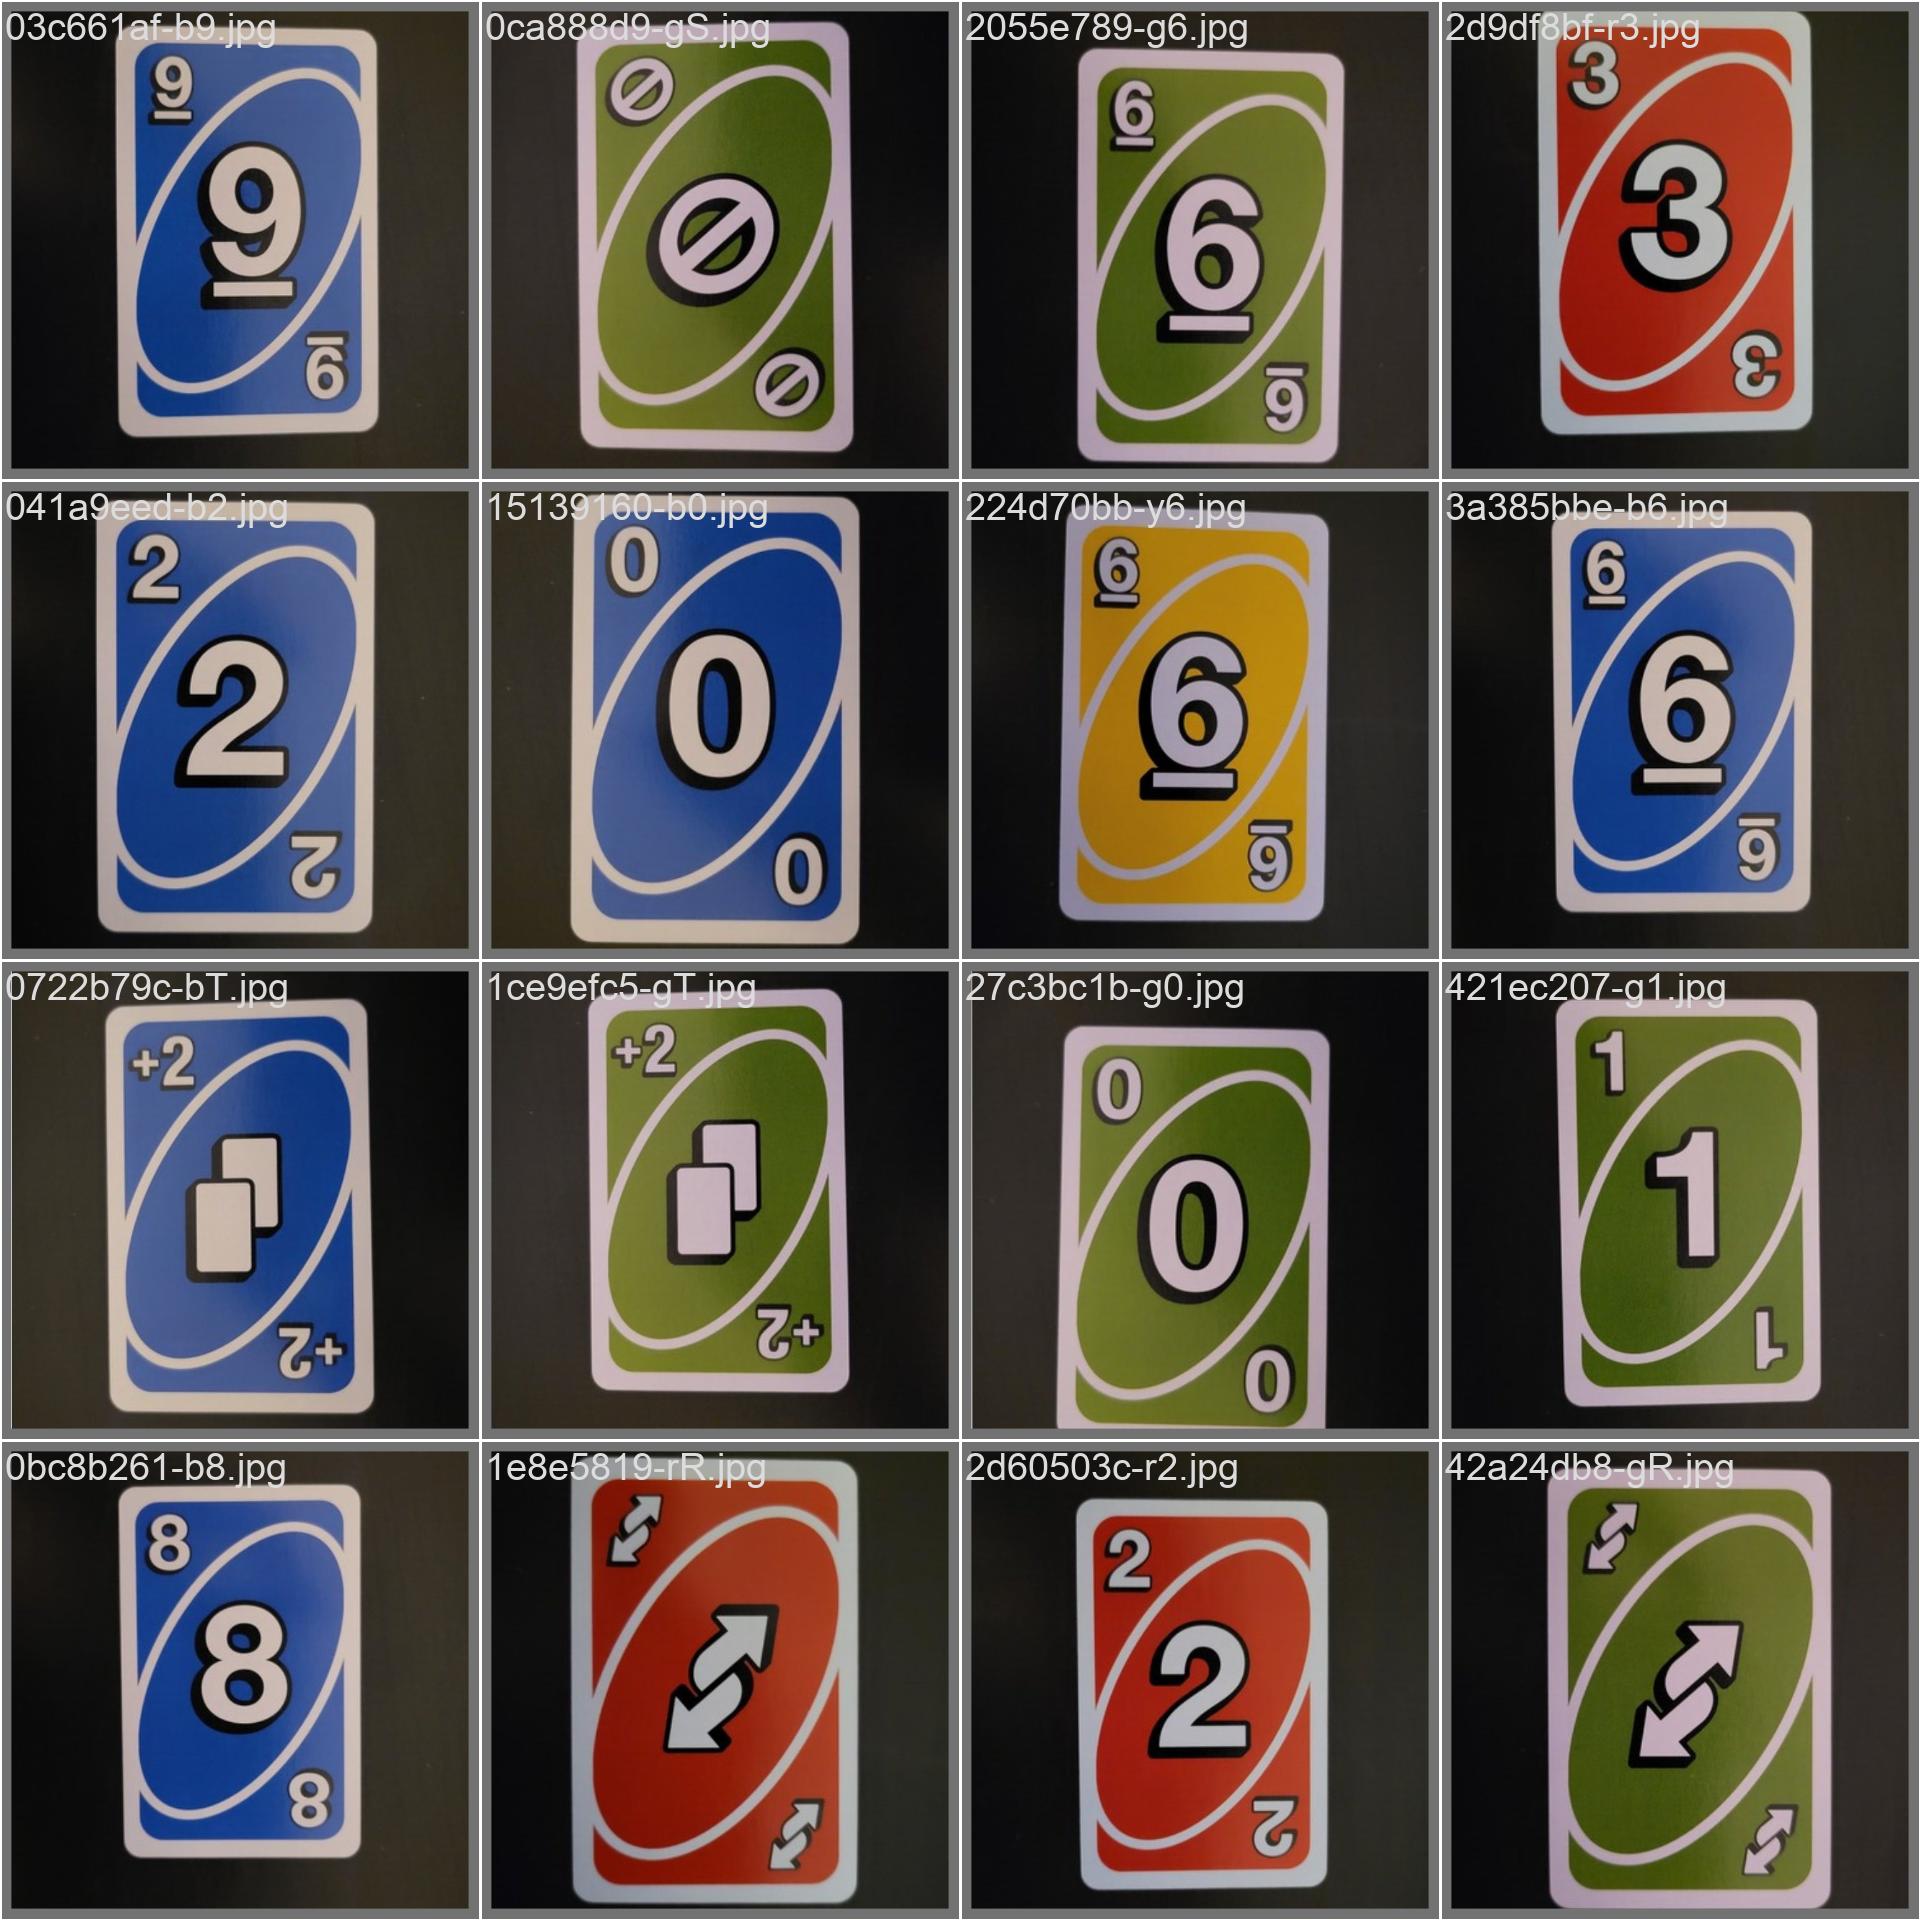 03c661af-b9.jpg
9
9
9
0ca888d9-gS.jpg
2055e789-g6.jpg
6
6
6
2d9df8bf-r3.jpg
3
3
3
041a9eed-b2.jpg
2
2
2
15139160-b0.jpg
0
0
0
224d70bb-y6.jpg
6
6
6
3a385bbe-b6.jpg
6
6
6
0722b79c-bT.jpg
+2
+2
1ce9efc5-gT.jpg
+2
+2
27c3bc1b-g0.jpg
0
0
0
421ec207-g1.jpg
1
1
1
0bc8b261-b8.jpg
8
8
8
1e8e5819-rR.jpg
2d60503c-r2.jpg
2
2
2
42a24db8-gR.jpg